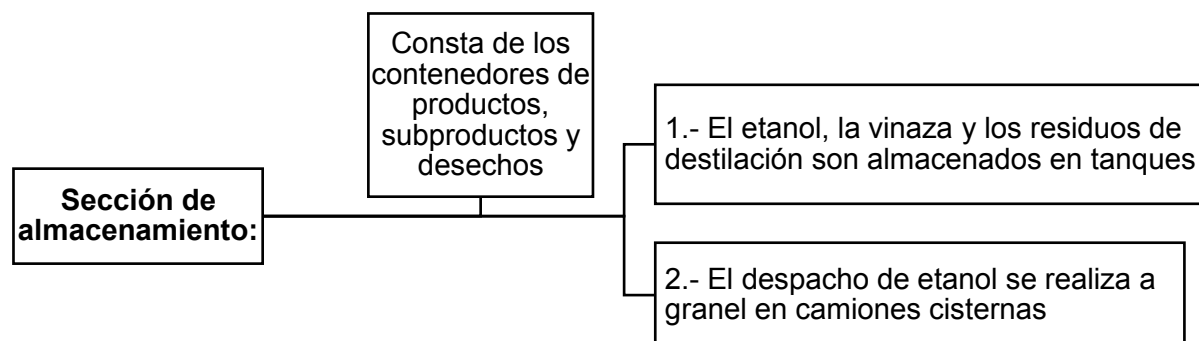 Consta de los
contenedores de
productos,
subproductos y
desechos
Sección de
almacenamiento:
1.- El etanol, la vinaza y los residuos de
destilación son almacenados en tanques
2.- El despacho de etanol se realiza a
granel en camiones cisternas